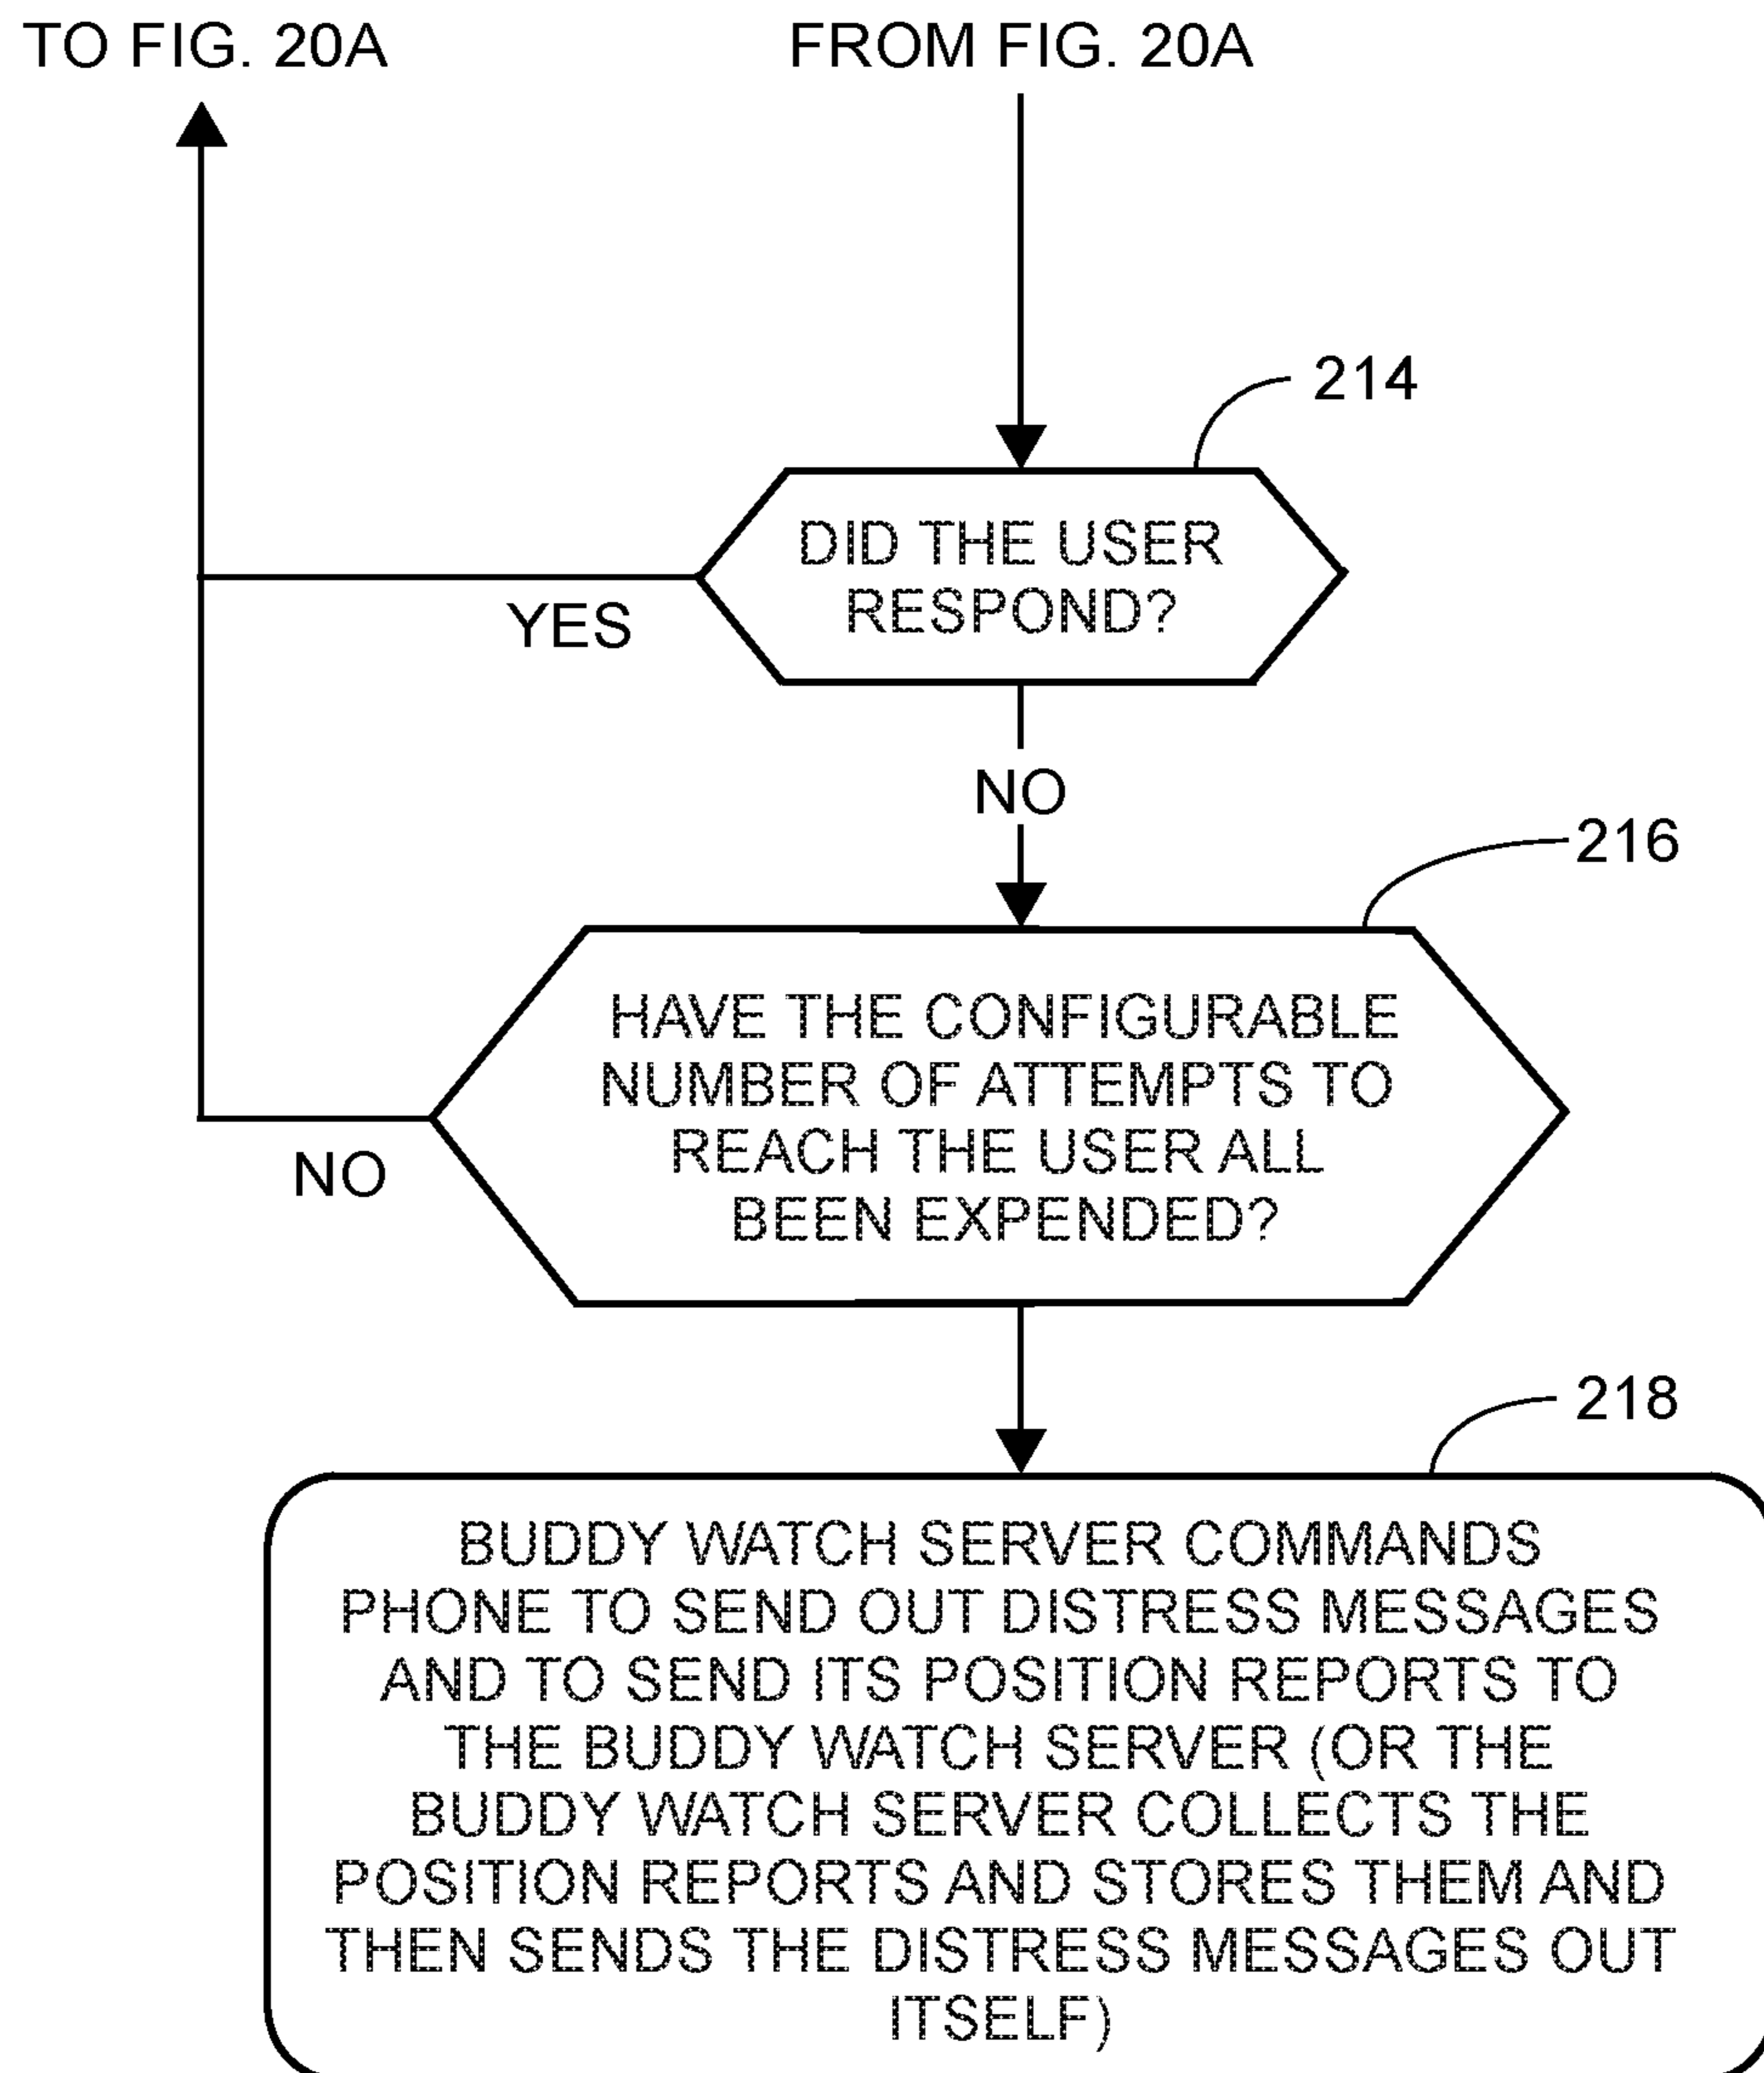 TO FIG. 20A
FROM FIG. 20A
214
DID THE USER
RESPOND?
YES
NO
216
HAVE THE CONFIGURABLE
NUMBER OF ATTEMPTS TO
REACH THE USER ALL
BEEN EXPENDED?
NO
218
BUDDY WATCH SERVER COMMANDS
PHONE TO SEND OUT DISTRESS MESSAGES
AND TO SEND ITS POSITION REPORTS TO
THE BUDDY WATCH SERVER (OR THE
BUDDY WATCH SERVER COLLECTS THE
POSITION REPORTS AND STORES THEM AND
THEN SENDS THE DISTRESS MESSAGES OUT
ITSELF)